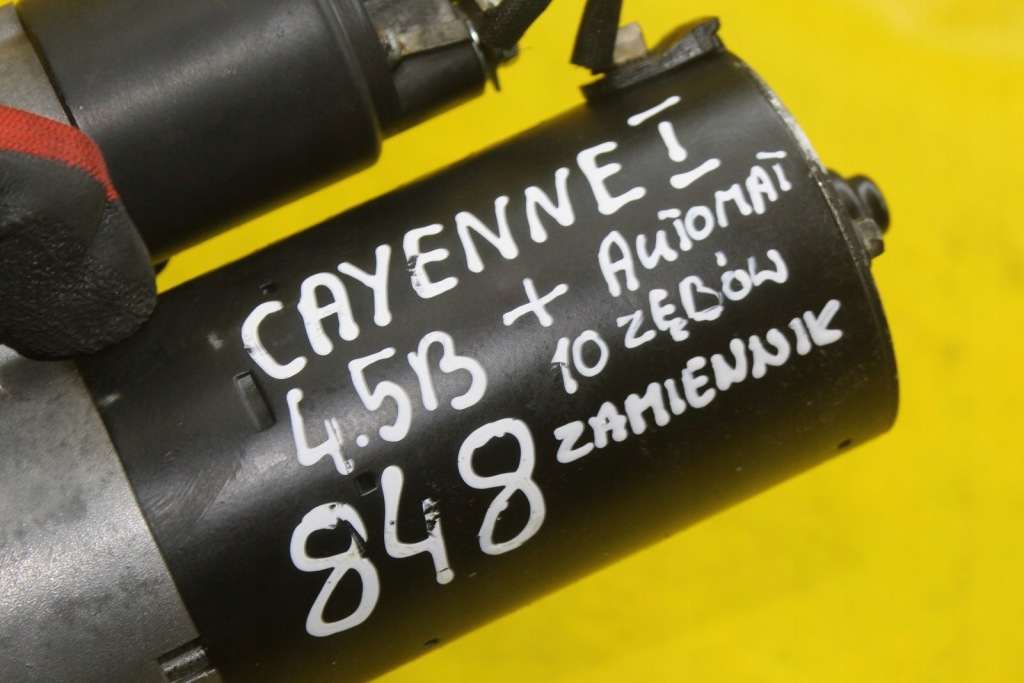 CAYENNE I
4.5B + AUTOMAT
10 ZĘBÓW
848 ZAMIENNIK